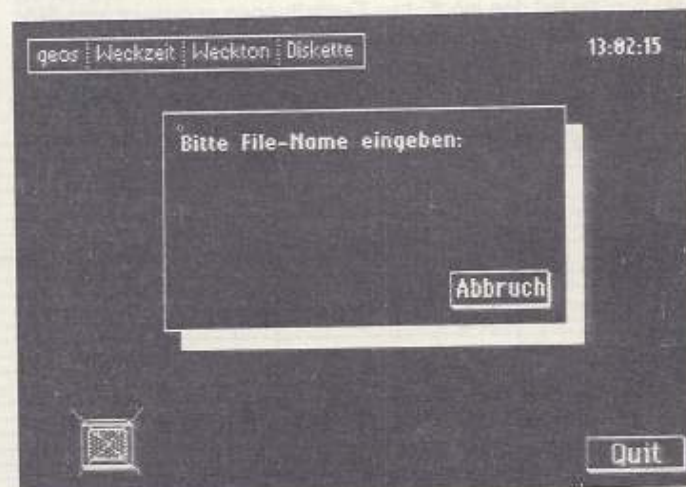 geos Weckzeit Weckton Diskette 13:02:15
Bitte File-Name eingeben:
Abbruch
Quit